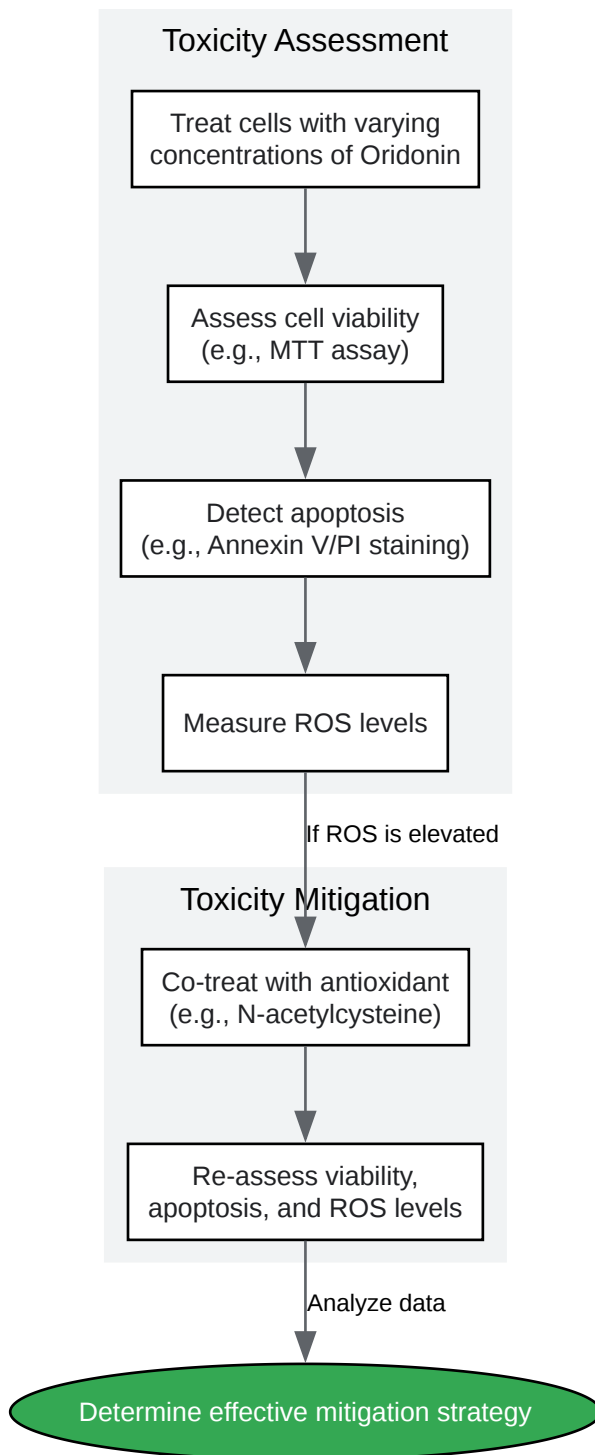 Toxicity Assessment
Treat cells with varying
concentrations of Oridonin
Assess cell viability
(e.g., MTT assay)
Detect apoptosis
(e.g., Annexin V/PI staining)
Measure ROS levels
If ROS is elevated
Toxicity Mitigation
Co-treat with antioxidant
(e.g., N-acetylcysteine)
Re-assess viability,
apoptosis, and ROS levels
Analyze data
Determine effective mitigation strategy